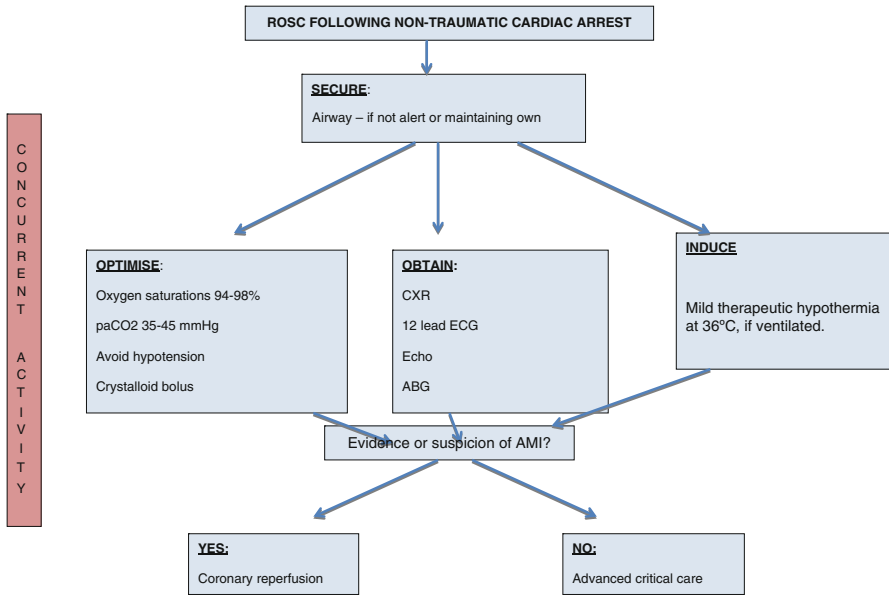 ROSC FOLLOWING NON-TRAUMATIC CARDIAC ARREST
SECURE:
Airway – if not alert or maintaining own
CONCURRENT ACTIVITY
OPTIMISE:
Oxygen saturations 94-98%
paCO2 35-45 mmHg
Avoid hypotension
Crystalloid bolus
OBTAIN:
CXR
12 lead ECG
Echo
ABG
INDUCE
Mild therapeutic hypothermia
at 36ºC, if ventilated.
Evidence or suspicion of AMI?
YES:
Coronary reperfusion
NO:
Advanced critical care